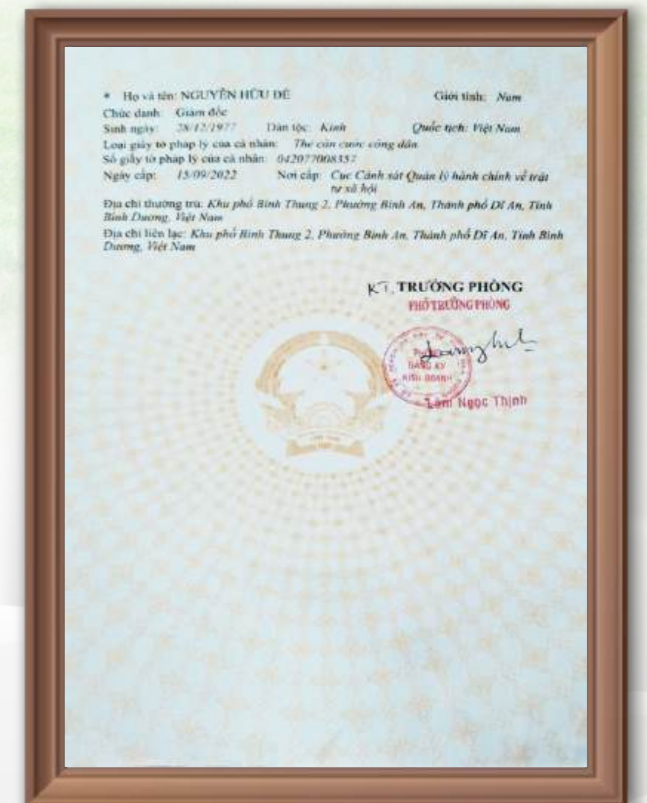 * Họ và tên: NGUYỄN HỮU ĐỀ Giới tính: Nam
Chức danh: Giám đốc
Sinh ngày: 28/12/1977 Dân tộc: Kinh Quốc tịch: Việt Nam
Loại giấy tờ pháp lý của cá nhân: Thẻ căn cước công dân
Số giấy tờ pháp lý của cá nhân: 042077008357
Ngày cấp: 15/09/2022 Nơi cấp: Cục Cảnh sát Quản lý hành chính về trật
tự xã hội
Địa chỉ thường trú: Khu phố Bình Thung 2, Phường Bình An, Thành phố Dĩ An, Tỉnh
Bình Dương, Việt Nam
Địa chỉ liên lạc: Khu phố Bình Thung 2, Phường Bình An, Thành phố Dĩ An, Tỉnh Bình
Dương, Việt Nam
KT. TRƯỞNG PHÒNG
PHÓ TRƯỞNG PHÒNG
PHÒNG
ĐĂNG KÝ
KINH DOANH
Lâm Ngọc Thịnh